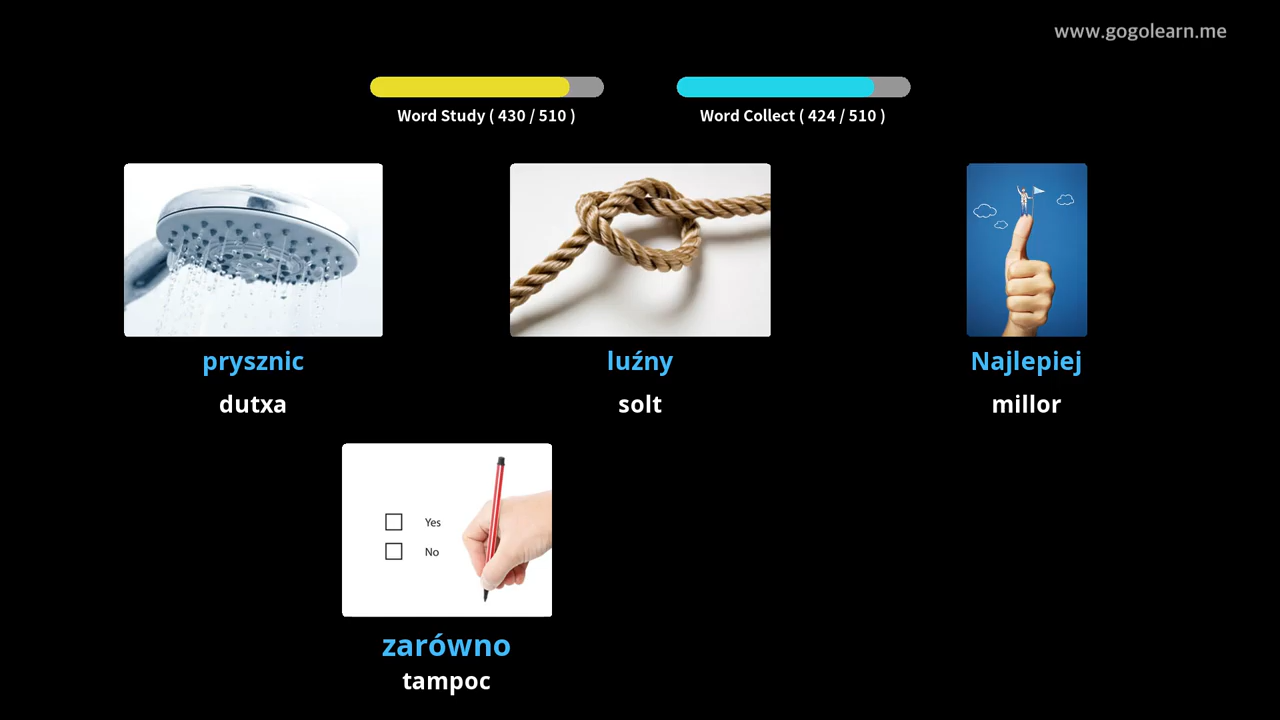 www.gogolearn.me
Word Study ( 430 / 510 )
Word Collect ( 424 / 510 )
prysznic
luźny
Najlepiej
dutxa
solt
millor
Yes
No
zarówno
tampoc